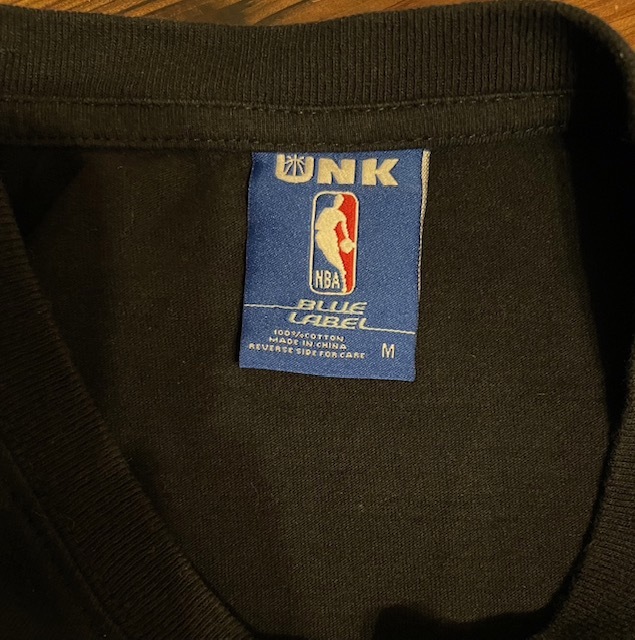 UNK
NBA
BLUE
LABEL
100% COTTON
MADE IN CHINA
REVERSE SIDE FOR CARE
M